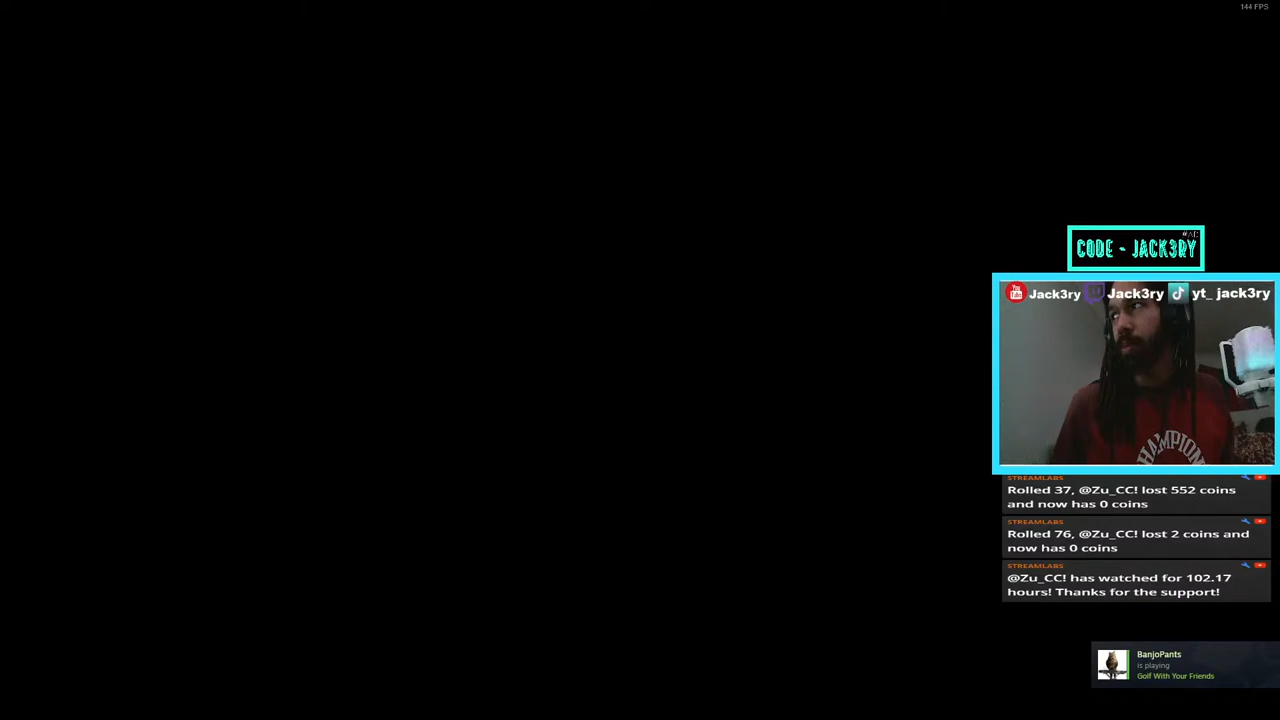 144 FPS
CODE - JACK3RY
Jack3ry Jack3ry yt_ jack3ry
CHAMPION
STREAMLABS
Rolled 37, @Zu_CC! lost 552 coins
and now has 0 coins
STREAMLABS
Rolled 76, @Zu_CC! lost 2 coins and
now has 0 coins
STREAMLABS
@Zu_CC! has watched for 102.17
hours! Thanks for the support!
BanjoPants
is playing
Golf With Your Friends